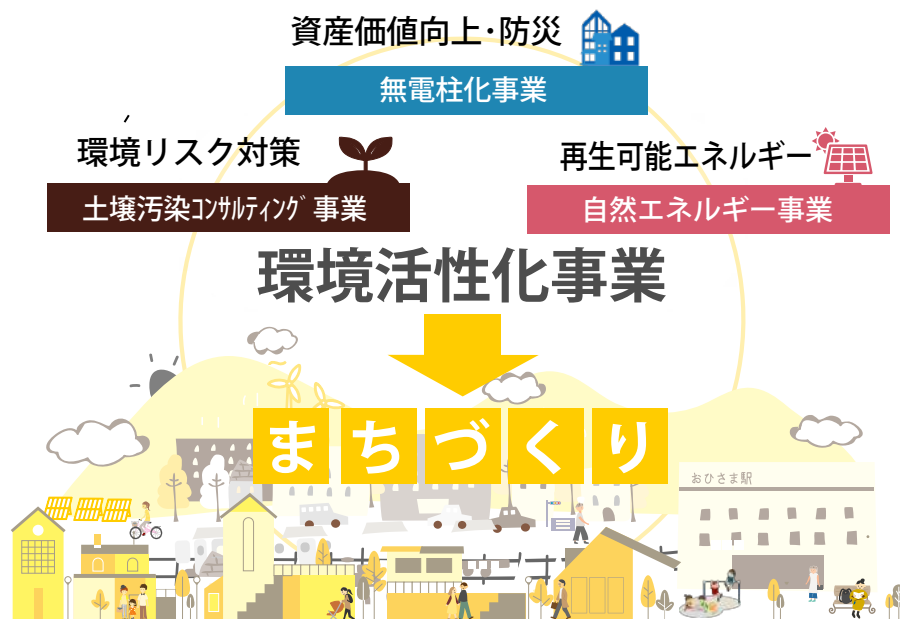 資産価値向上・防災
無電柱化事業
環境リスク対策
土壌汚染ｺﾝｻﾙﾃｨﾝｸﾞ事業
再生可能エネルギー
自然エネルギー事業
環境活性化事業
まちづくり
おひさま駅